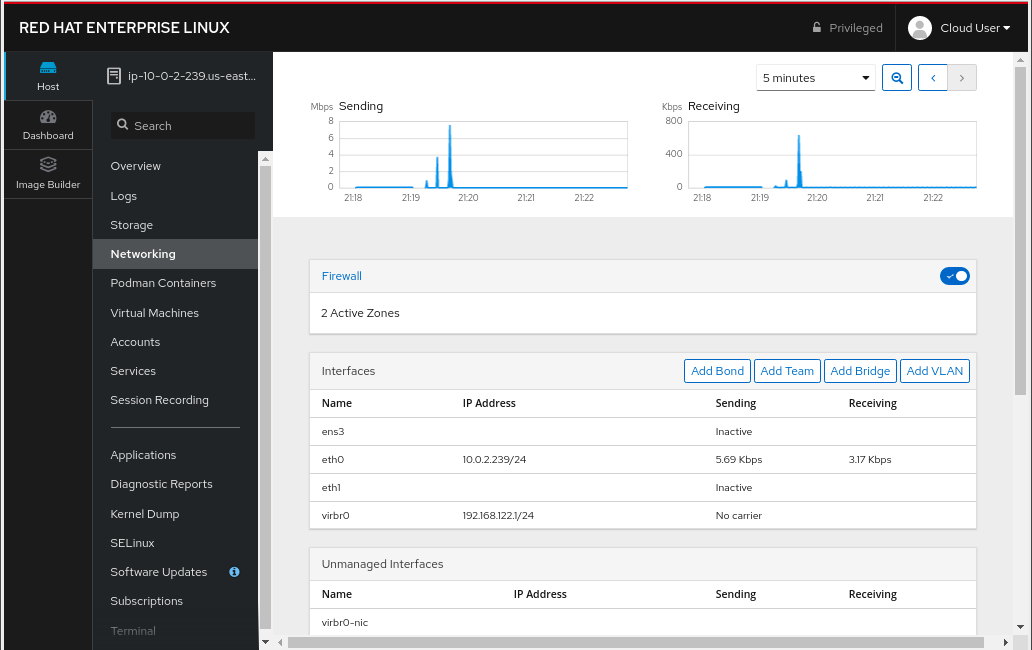 RED HAT ENTERPRISE LINUX
Privileged
Cloud User
Host
Dashboard
Image Builder
ip-10-0-2-239.us-east...
Search
Overview
Logs
Storage
Networking
Podman Containers
Virtual Machines
Accounts
Services
Session Recording
Applications
Diagnostic Reports
Kernel Dump
SELinux
Software Updates
Subscriptions
Terminal
5 minutes
Mbps Sending
8
6
4
2
0
21:18 21:19 21:20 21:21 21:22
Kbps Receiving
800
400
0
21:18 21:19 21:20 21:21 21:22
Firewall
2 Active Zones
Interfaces Add Bond Add Team Add Bridge Add VLAN
Name IP Address Sending Receiving
ens3 Inactive
eth0 10.0.2.239/24 5.69 Kbps 3.17 Kbps
eth1 Inactive
virbr0 192.168.122.1/24 No carrier
Unmanaged Interfaces
Name IP Address Sending Receiving
virbr0-nic